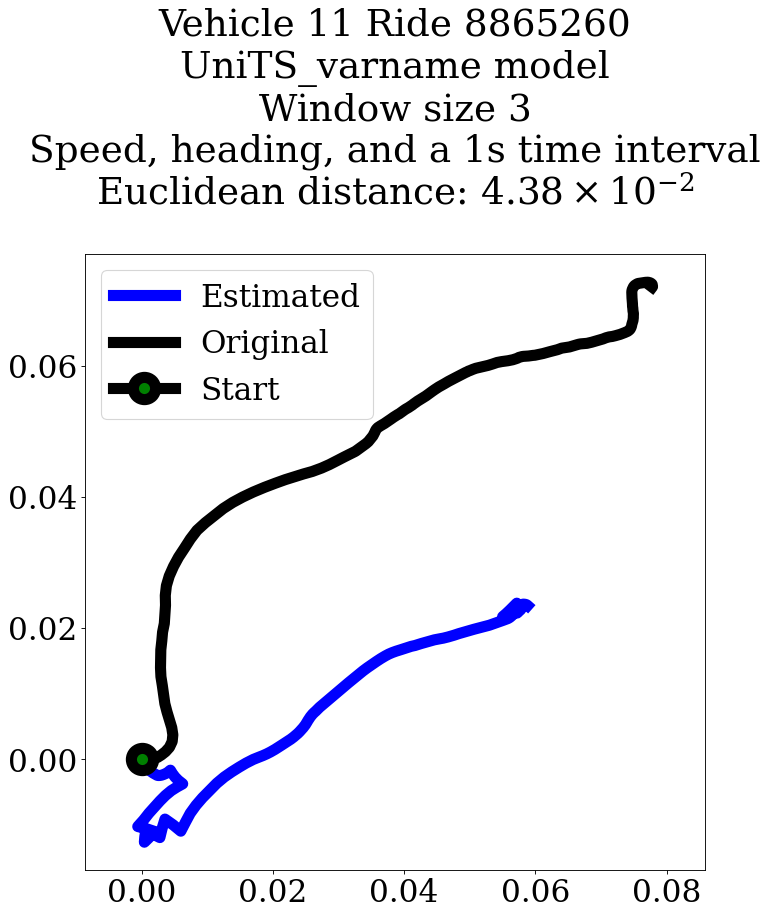 Vehicle 11 Ride 8865260
UniTS_varname model
Window size 3
Speed, heading, and a 1s time interval
Euclidean distance: 4.38 × 10⁻²
Estimated
Original
Start
0.06
0.04
0.02
0.00
0.00 0.02 0.04 0.06 0.08